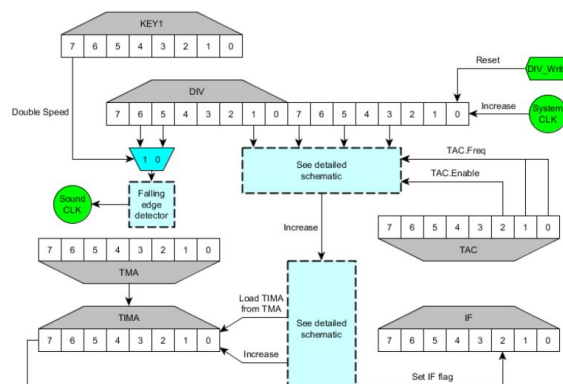 KEY1
7 6 5 4 3 2 1 0
Double Speed
DIV
7 6 5 4 3 2 1 0 7 6 5 4 3 2 1 0
Reset
DIV_Writ
Increase
System
CLK
1 0
Falling
edge
detector
Sound
CLK
See detailed
schematic
TAC.Freq
TAC.Enable
Increase
7 6 5 4 3 2 1 0
TAC
7 6 5 4 3 2 1 0
TMA
Load TIMA
from TMA
See detailed
schematic
TIMA
7 6 5 4 3 2 1 0
Increase
IF
7 6 5 4 3 2 1 0
Set IF flag